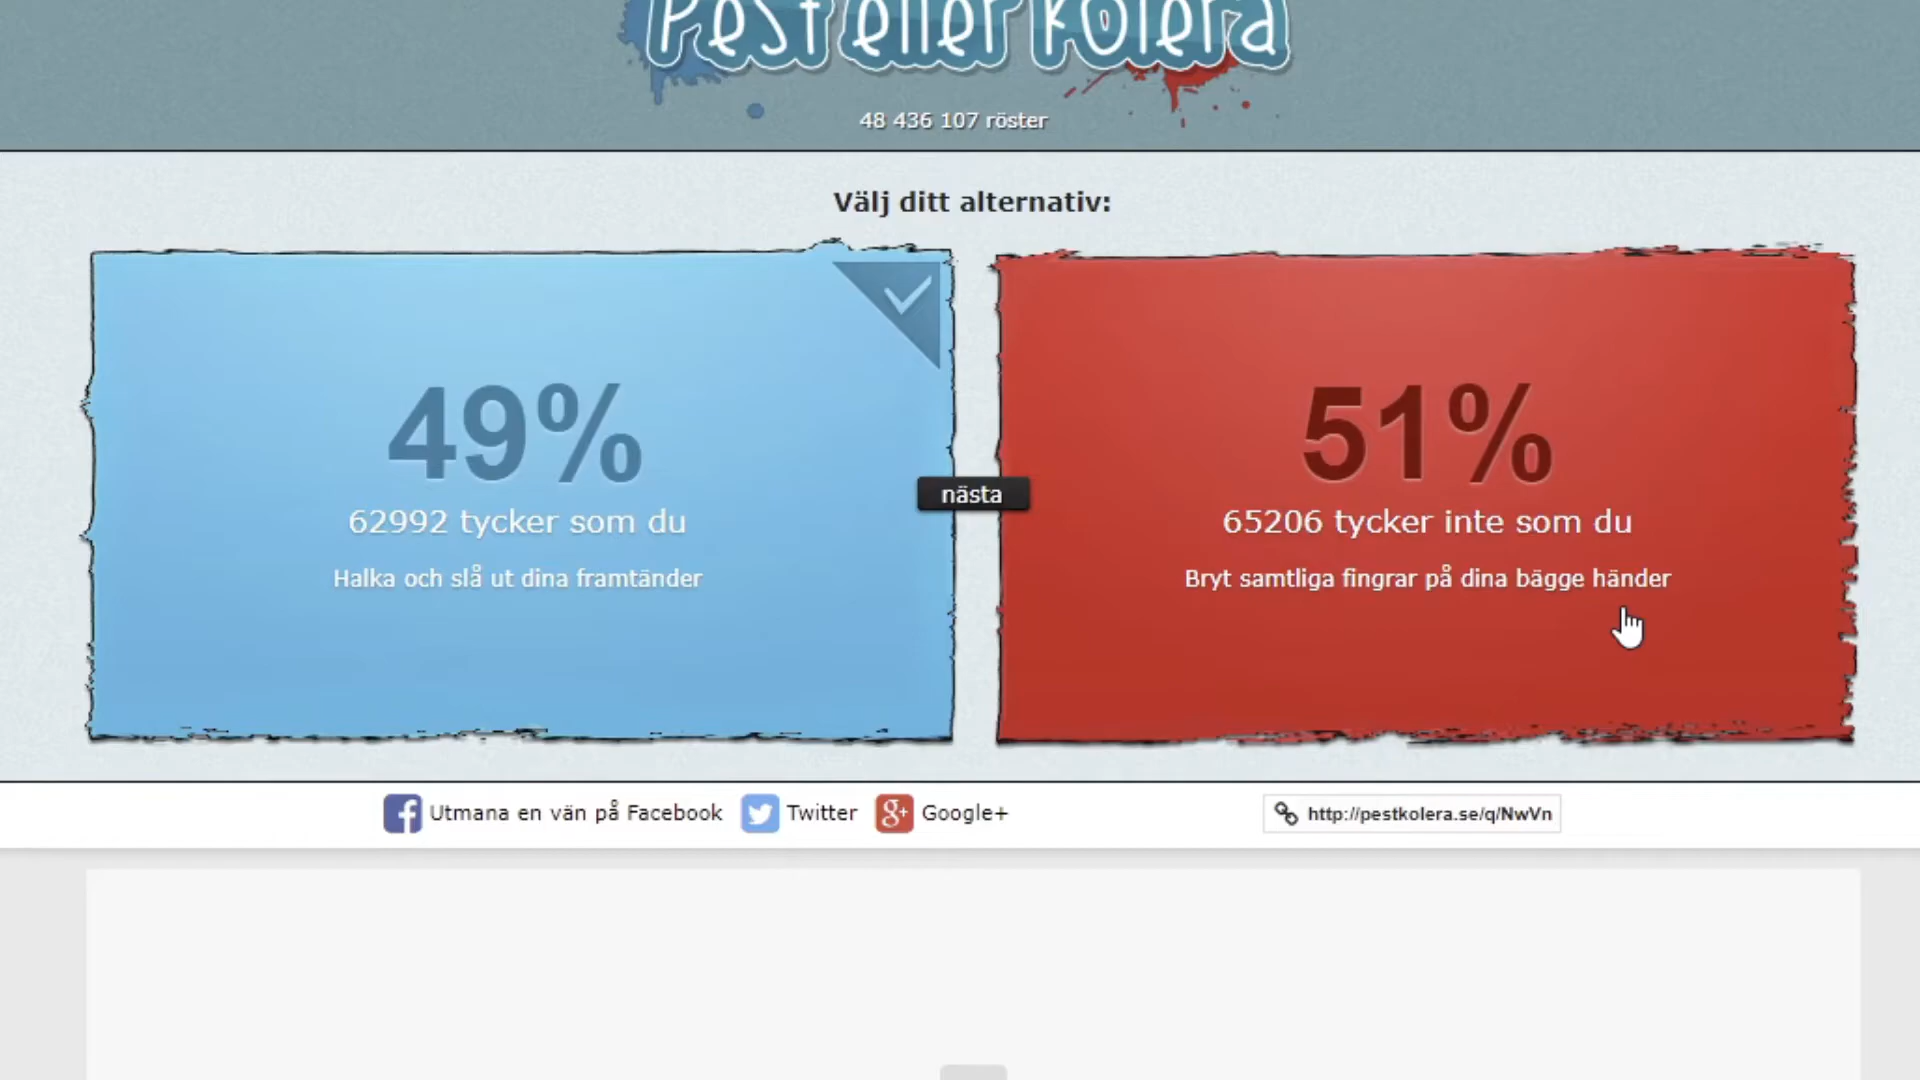 Pest eller kolera
48 436 107 röster
Välj ditt alternativ:
49%
62992 tycker som du
Halka och slå ut dina framtänder
nästa
51%
65206 tycker inte som du
Bryt samtliga fingrar på dina bägge händer
Utmana en vän på Facebook Twitter Google+ http://pestkolera.se/q/NwVn